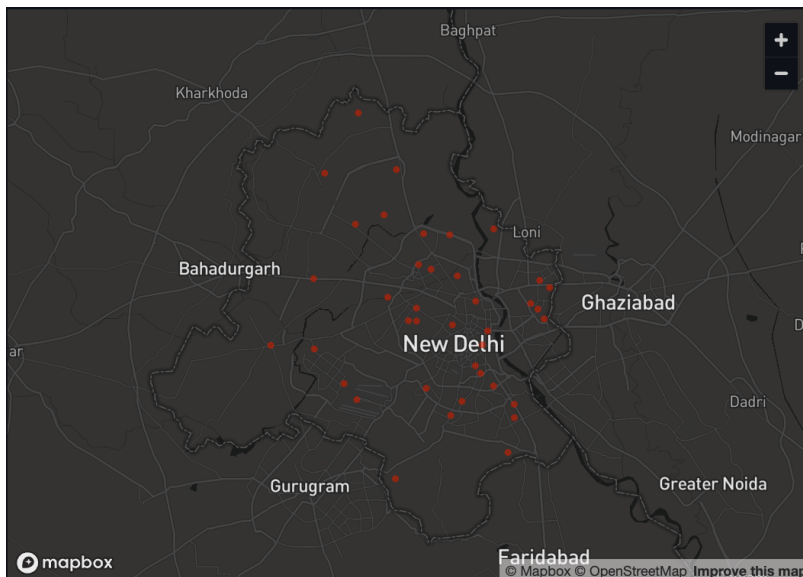 Baghpat
+
−
Kharkhoda
Modinagar
Loni
Bahadurgarh
Ghaziabad
New Delhi
ar
D
Dadri
Gurugram
Greater Noida
Faridabad
mapbox
© Mapbox © OpenStreetMap Improve this map